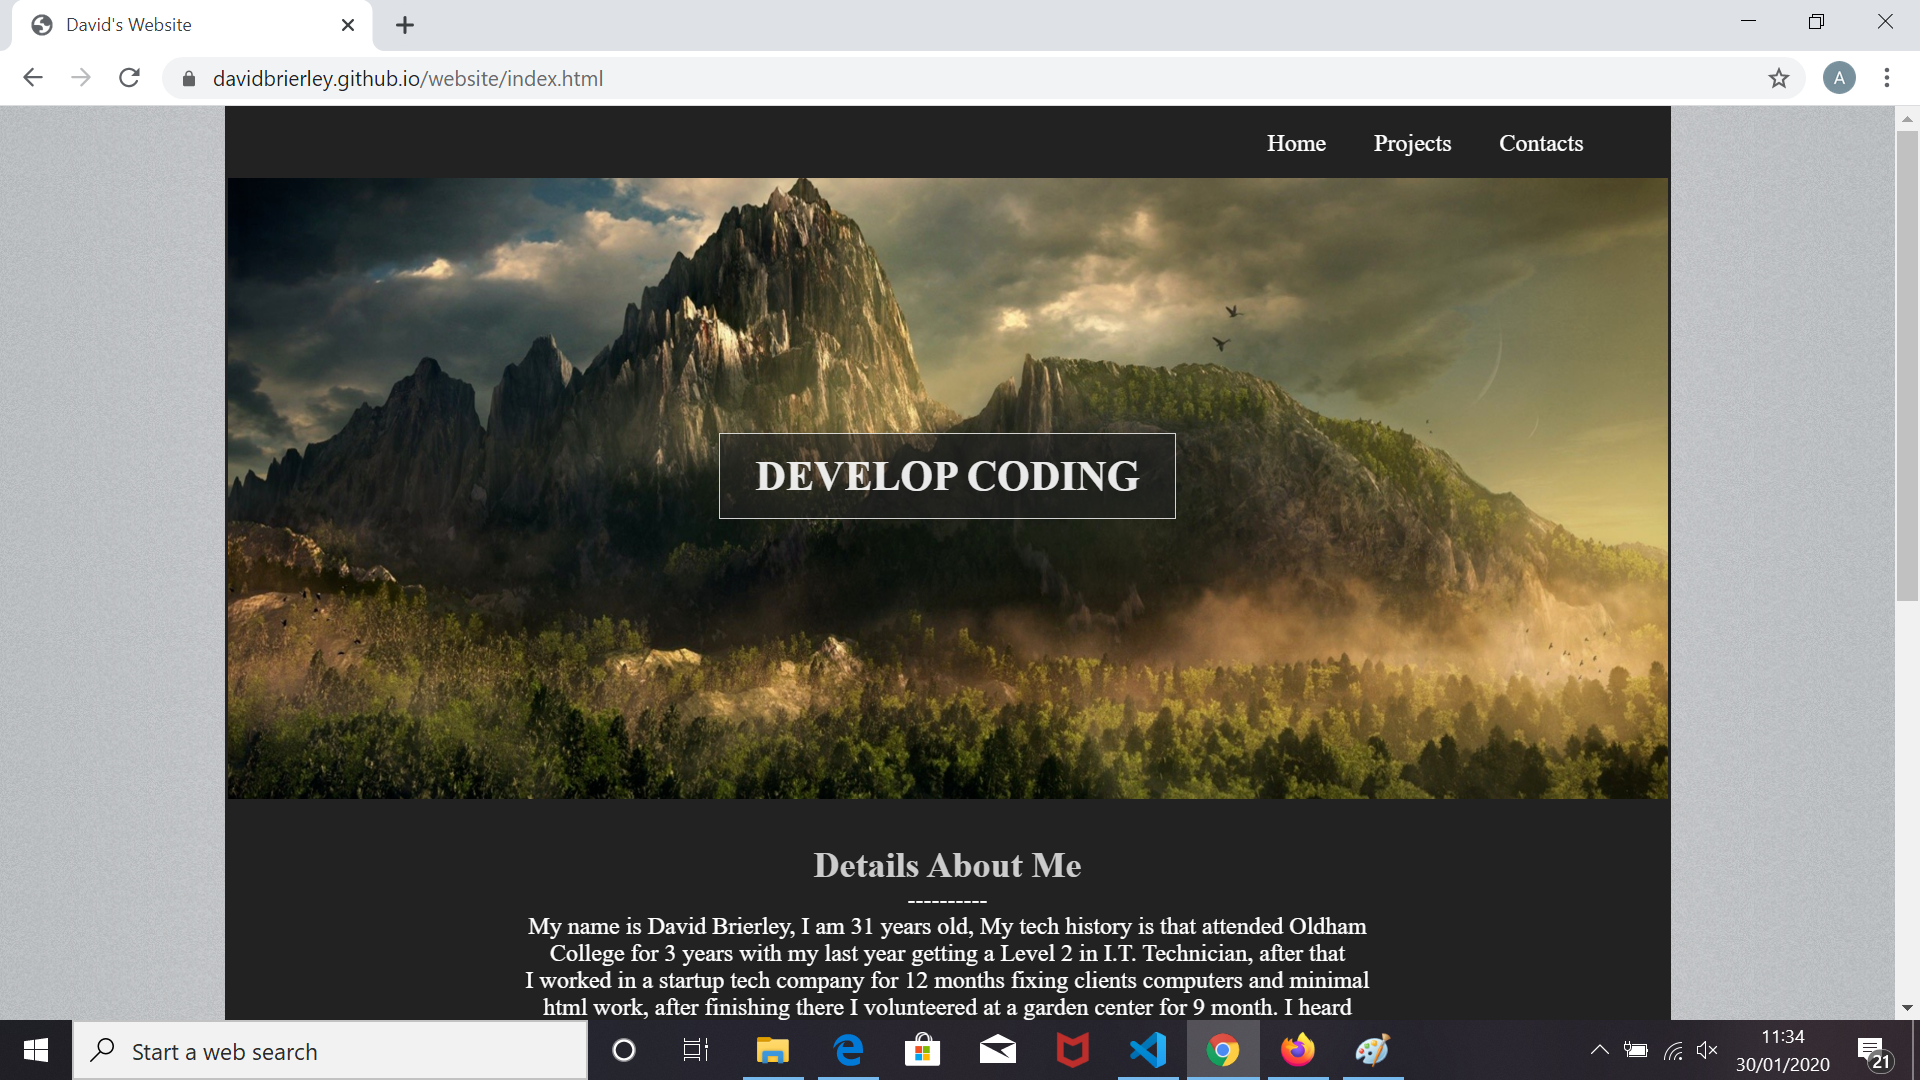 David's Website
davidbrierley.github.io/website/index.html
A
Home Projects Contacts
DEVELOP CODING
Details About Me
----------
My name is David Brierley, I am 31 years old, My tech history is that attended Oldham
College for 3 years with my last year getting a Level 2 in I.T. Technician, after that
I worked in a startup tech company for 12 months fixing clients computers and minimal
html work, after finishing there I volunteered at a garden center for 9 month. I heard
Start a web search
11:34
30/01/2020
21